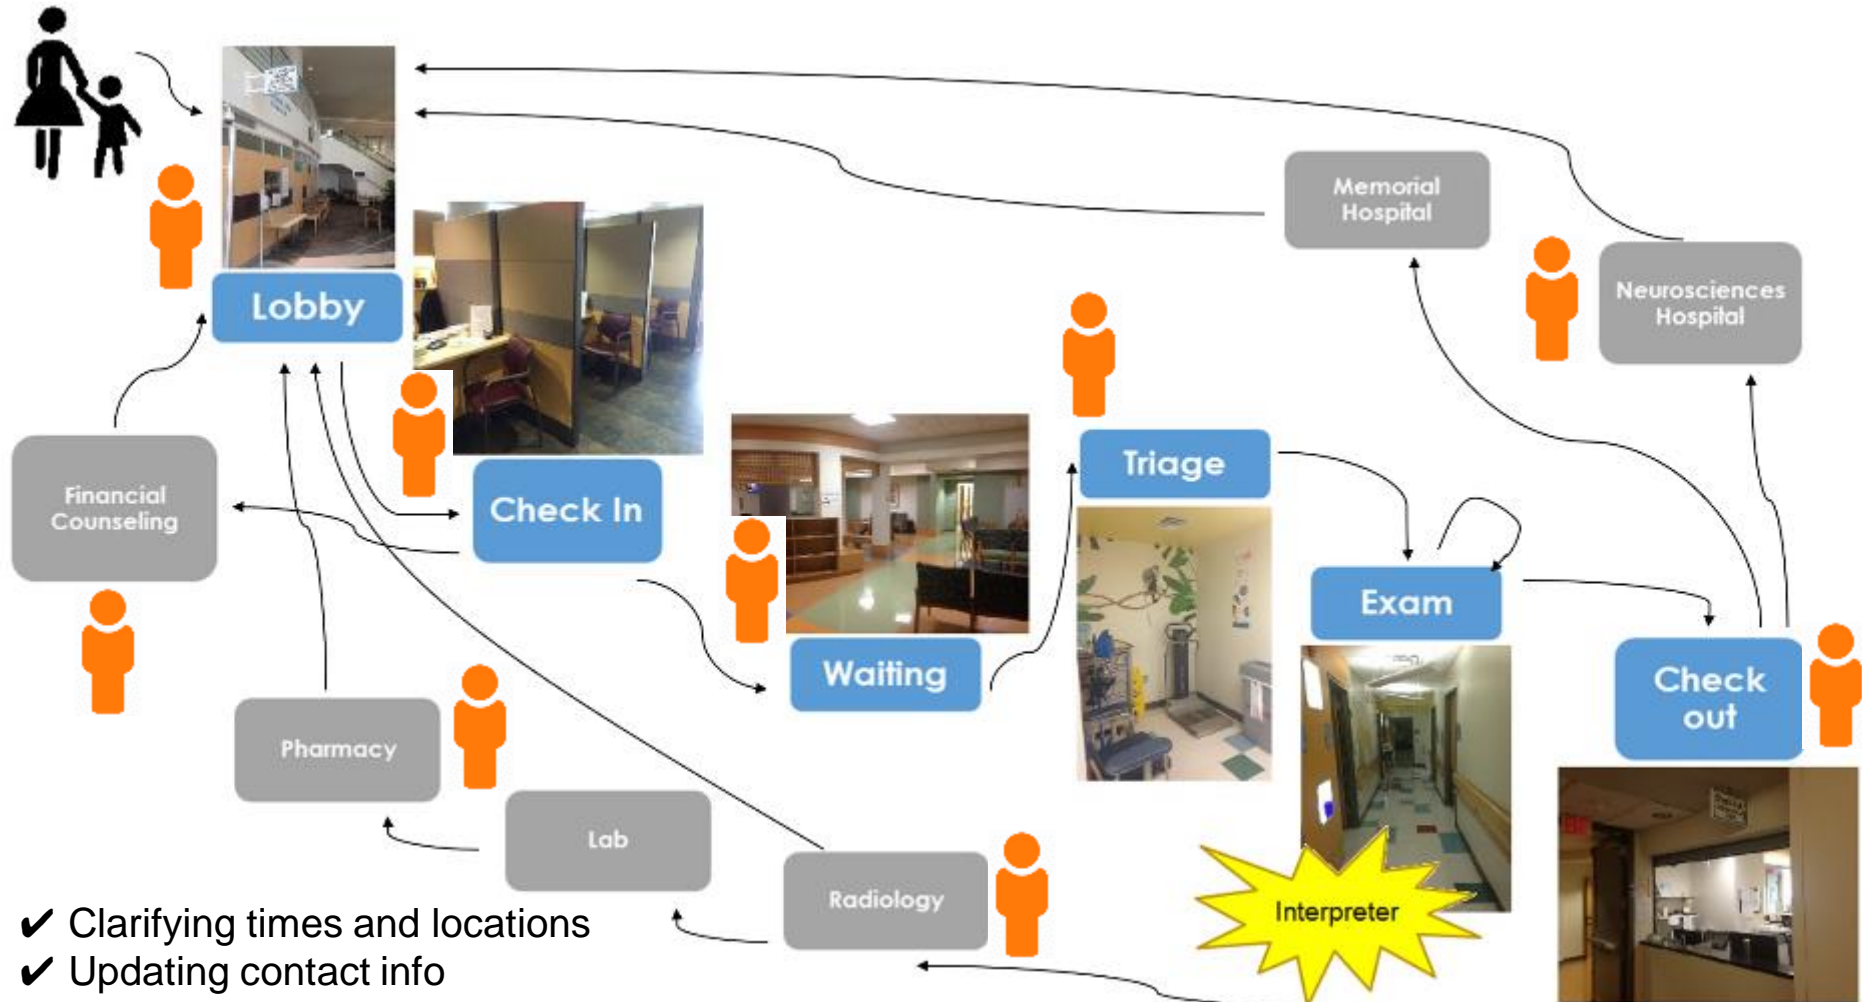 Memorial
Hospital
Neurosciences
Hospital
Lobby
Triage
Financial
Counseling
Check In
Exam
Waiting
Check
out
Pharmacy
Lab
Radiology
Interpreter
✔ Clarifying times and locations
✔ Updating contact info